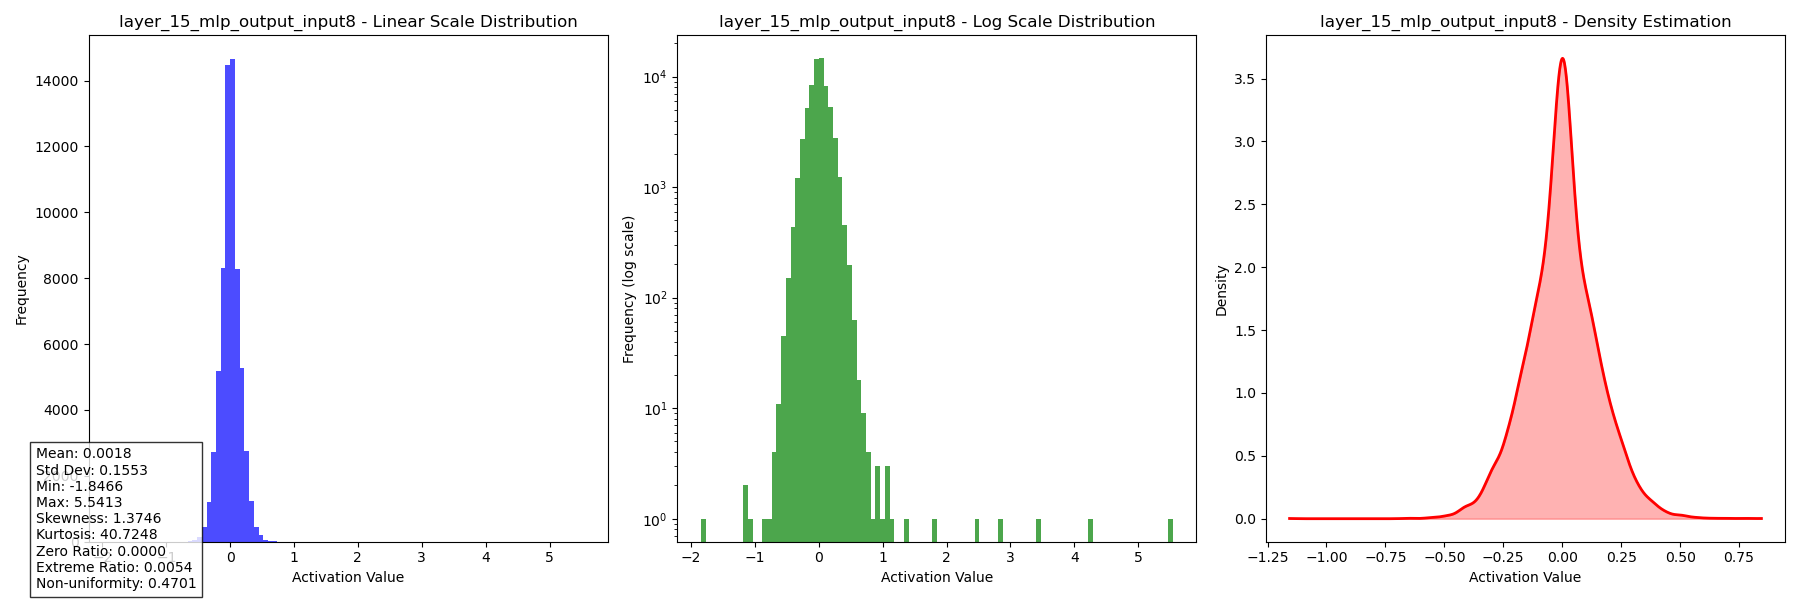 layer_15_mlp_output_input8 - Linear Scale Distribution
14000
12000
10000
8000
6000
4000
2000
0
Frequency
−1
0
1
2
3
4
5
Activation Value
Mean: 0.0018
Std Dev: 0.1553
Min: -1.8466
Max: 5.5413
Skewness: 1.3746
Kurtosis: 40.7248
Zero Ratio: 0.0000
Extreme Ratio: 0.0054
Non-uniformity: 0.4701
layer_15_mlp_output_input8 - Log Scale Distribution
10⁴
10³
10²
10¹
10⁰
Frequency (log scale)
−2
−1
0
1
2
3
4
5
Activation Value
layer_15_mlp_output_input8 - Density Estimation
3.5
3.0
2.5
2.0
1.5
1.0
0.5
0.0
Density
−1.25
−1.00
−0.75
−0.50
−0.25
0.00
0.25
0.50
0.75
Activation Value